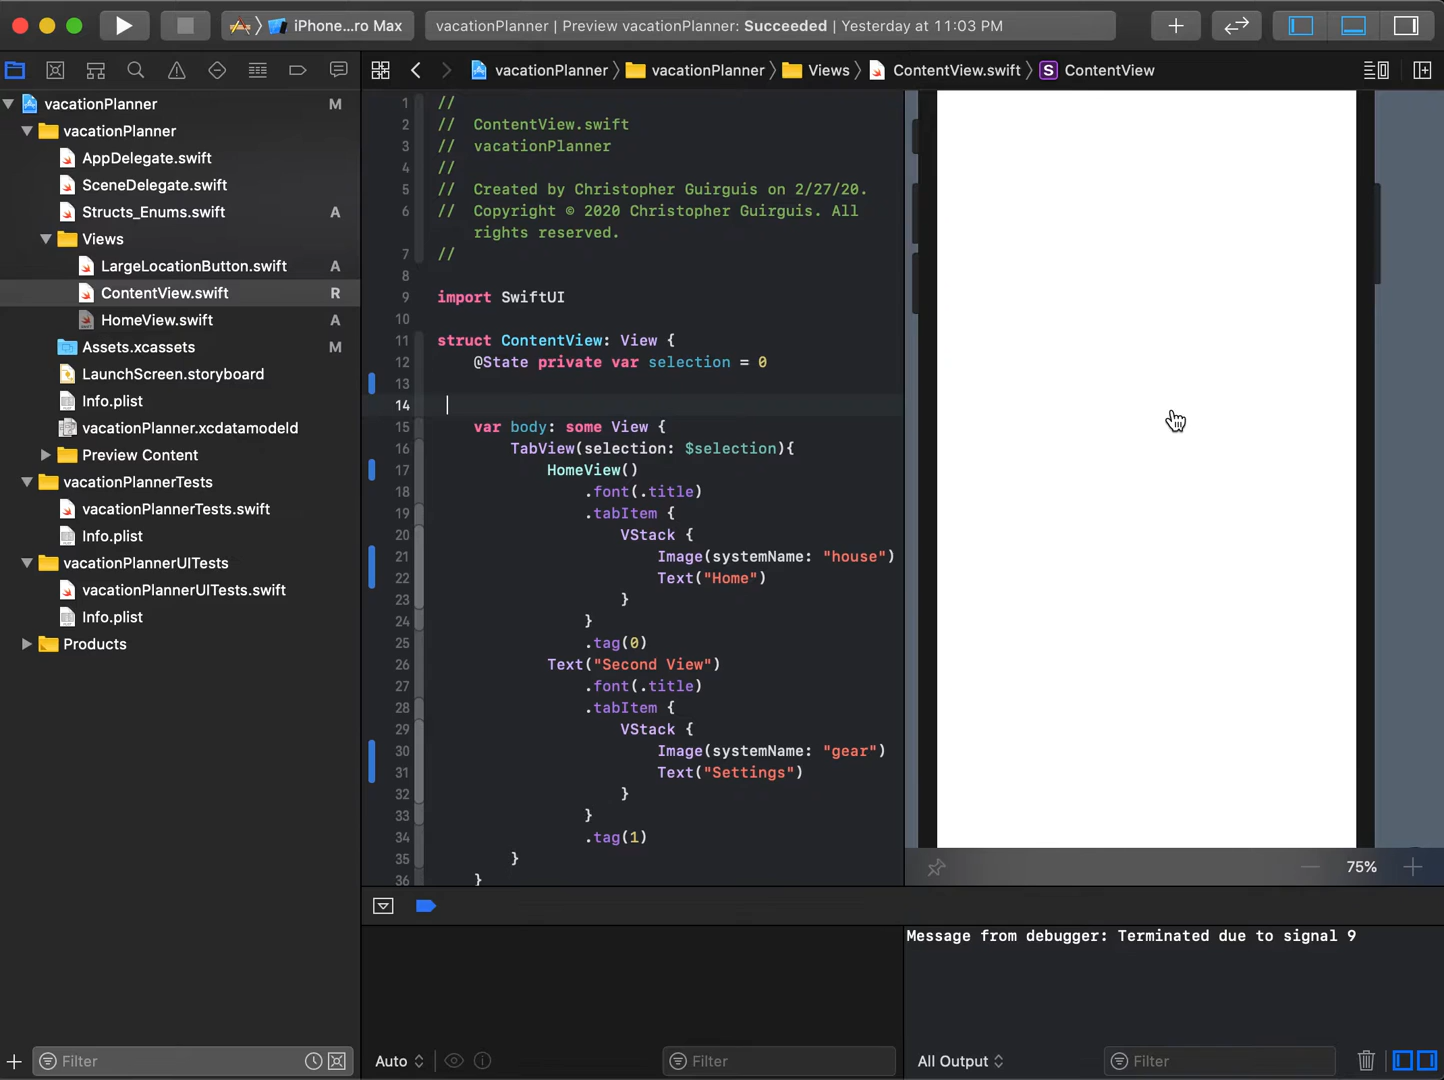 iPhone...ro Max
vacationPlanner | Preview vacationPlanner: Succeeded | Yesterday at 11:03 PM
vacationPlanner
vacationPlanner
Views
ContentView.swift
S
ContentView
vacationPlanner M
vacationPlanner
AppDelegate.swift
SceneDelegate.swift
Structs_Enums.swift A
Views
LargeLocationButton.swift A
ContentView.swift R
HomeView.swift A
Assets.xcassets M
LaunchScreen.storyboard
Info.plist
vacationPlanner.xcdatamodeld
Preview Content
vacationPlannerTests
vacationPlannerTests.swift
Info.plist
vacationPlannerUITests
vacationPlannerUITests.swift
Info.plist
Products
Filter
1 //
2 //  ContentView.swift
3 //  vacationPlanner
4 //
5 //  Created by Christopher Guirguis on 2/27/20.
6 //  Copyright © 2020 Christopher Guirguis. All
rights reserved.
7 //
8
9 import SwiftUI
10
11 struct ContentView: View {
12 @State private var selection = 0
13
14
15 var body: some View {
16 TabView(selection: $selection){
17 HomeView()
18 .font(.title)
19 .tabItem {
20 VStack {
21 Image(systemName: "house")
22 Text("Home")
23 }
24 }
25 .tag(0)
26 Text("Second View")
27 .font(.title)
28 .tabItem {
29 VStack {
30 Image(systemName: "gear")
31 Text("Settings")
32 }
33 }
34 .tag(1)
35 }
36 }
75%
Message from debugger: Terminated due to signal 9
Auto
Filter
All Output
Filter